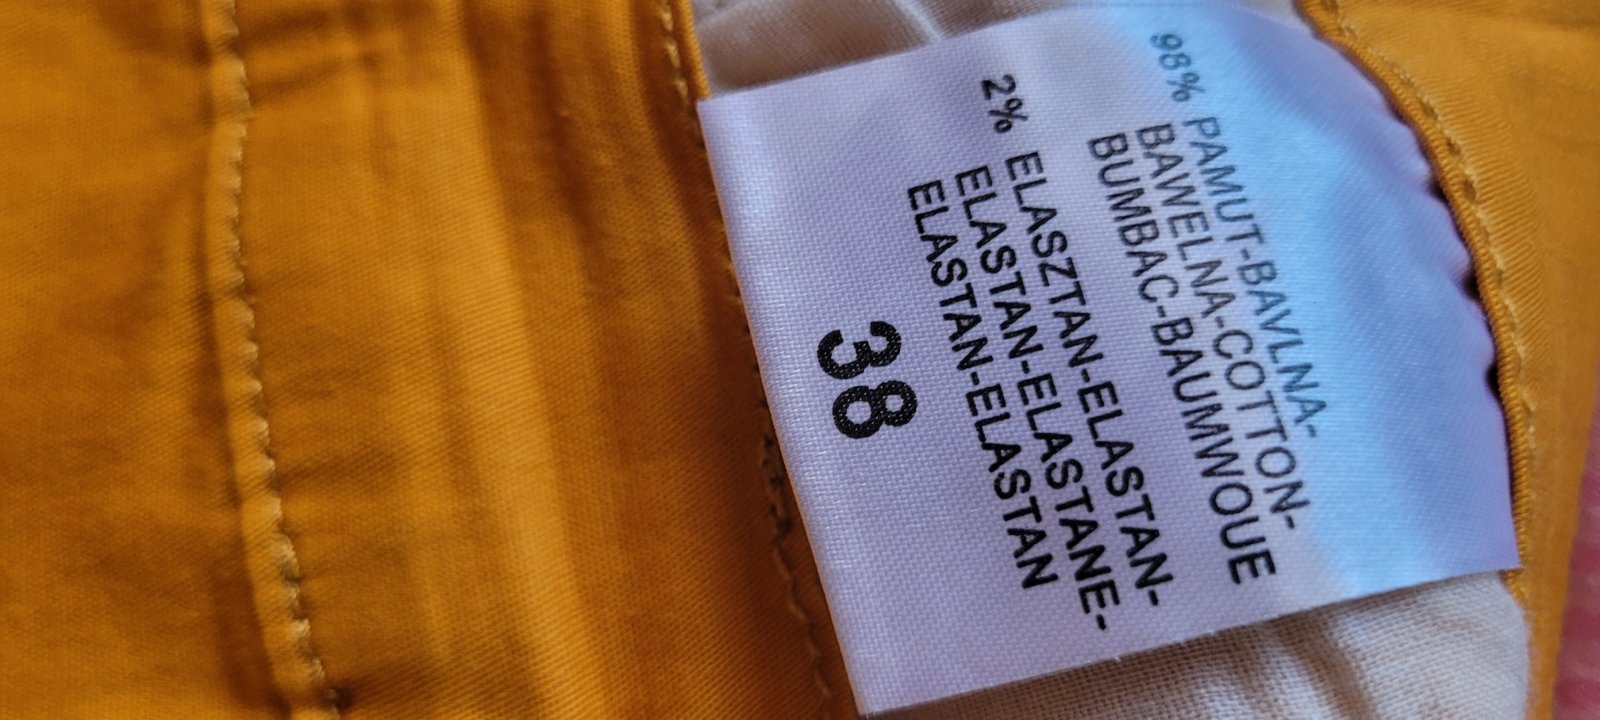 98% PAMUT-BAVLNA-
BAWELNA-COTTON-
BUMBAC-BAUMWOUE
2% ELASZTAN-ELASTAN-
ELASTAN-ELASTANE-
ELASTAN-ELASTAN
38